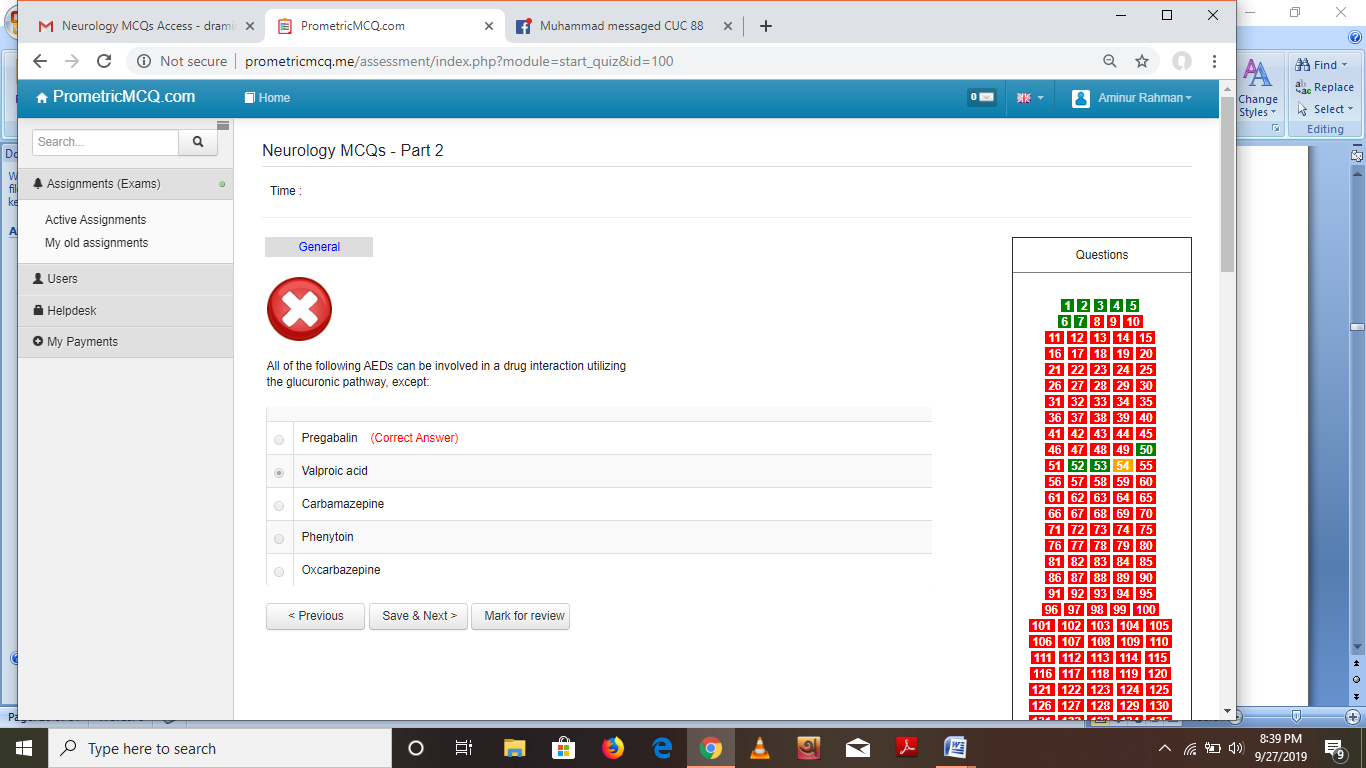 Neurology MCQs Access - drami
PrometricMCQ.com
Muhammad messaged CUC 88
Not secure | prometricmcq.me/assessment/index.php?module=start_quiz&id=100
PrometricMCQ.com
Home
0
Aminur Rahman
Search...
Assignments (Exams)
Active Assignments
My old assignments
Users
Helpdesk
My Payments
Neurology MCQs - Part 2
Time :
General
All of the following AEDs can be involved in a drug interaction utilizing
the glucuronic pathway, except:
Pregabalin (Correct Answer)
Valproic acid
Carbamazepine
Phenytoin
Oxcarbazepine
< Previous
Save & Next >
Mark for review
Questions
1 2 3 4 5
6 7 8 9 10
11 12 13 14 15
16 17 18 19 20
21 22 23 24 25
26 27 28 29 30
31 32 33 34 35
36 37 38 39 40
41 42 43 44 45
46 47 48 49 50
51 52 53 54 55
56 57 58 59 60
61 62 63 64 65
66 67 68 69 70
71 72 73 74 75
76 77 78 79 80
81 82 83 84 85
86 87 88 89 90
91 92 93 94 95
96 97 98 99 100
101 102 103 104 105
106 107 108 109 110
111 112 113 114 115
116 117 118 119 120
121 122 123 124 125
126 127 128 129 130
Find
Replace
Select
Change
Styles
Editing
Type here to search
8:39 PM
9/27/2019
9